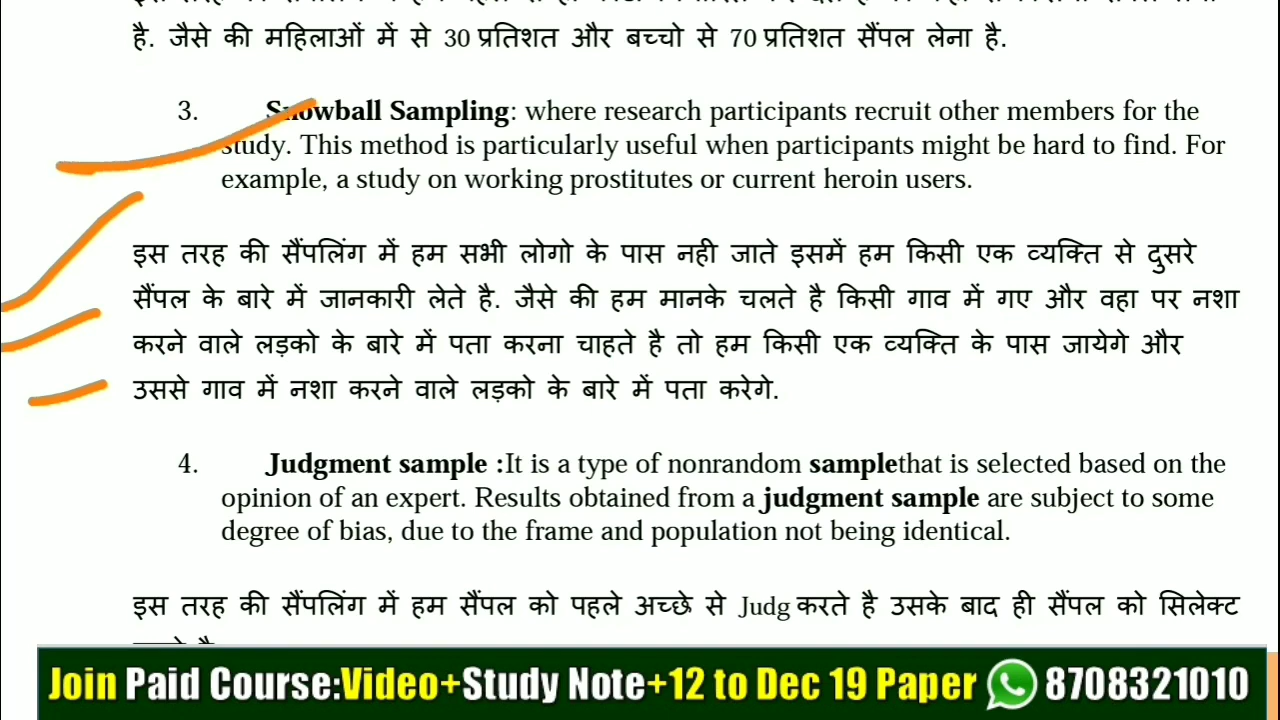 है. जैसे की महिलाओं में से 30 प्रतिशत और बच्चो से 70 प्रतिशत सैंपल लेना है.
3. Snowball Sampling: where research participants recruit other members for the
study. This method is particularly useful when participants might be hard to find. For
example, a study on working prostitutes or current heroin users.
इस तरह की सैंपलिंग में हम सभी लोगो के पास नही जाते इसमें हम किसी एक व्यक्ति से दुसरे
सैंपल के बारे में जानकारी लेते है. जैसे की हम मानके चलते है किसी गाव में गए और वहा पर नशा
करने वाले लड़को के बारे में पता करना चाहते है तो हम किसी एक व्यक्ति के पास जायेगे और
उससे गाव में नशा करने वाले लड़को के बारे में पता करेगे.
4. Judgment sample :It is a type of nonrandom samplethat is selected based on the
opinion of an expert. Results obtained from a judgment sample are subject to some
degree of bias, due to the frame and population not being identical.
इस तरह की सैंपलिंग में हम सैंपल को पहले अच्छे से Judg करते है उसके बाद ही सैंपल को सिलेक्ट
Join Paid Course:Video+Study Note+12 to Dec 19 Paper 8708321010